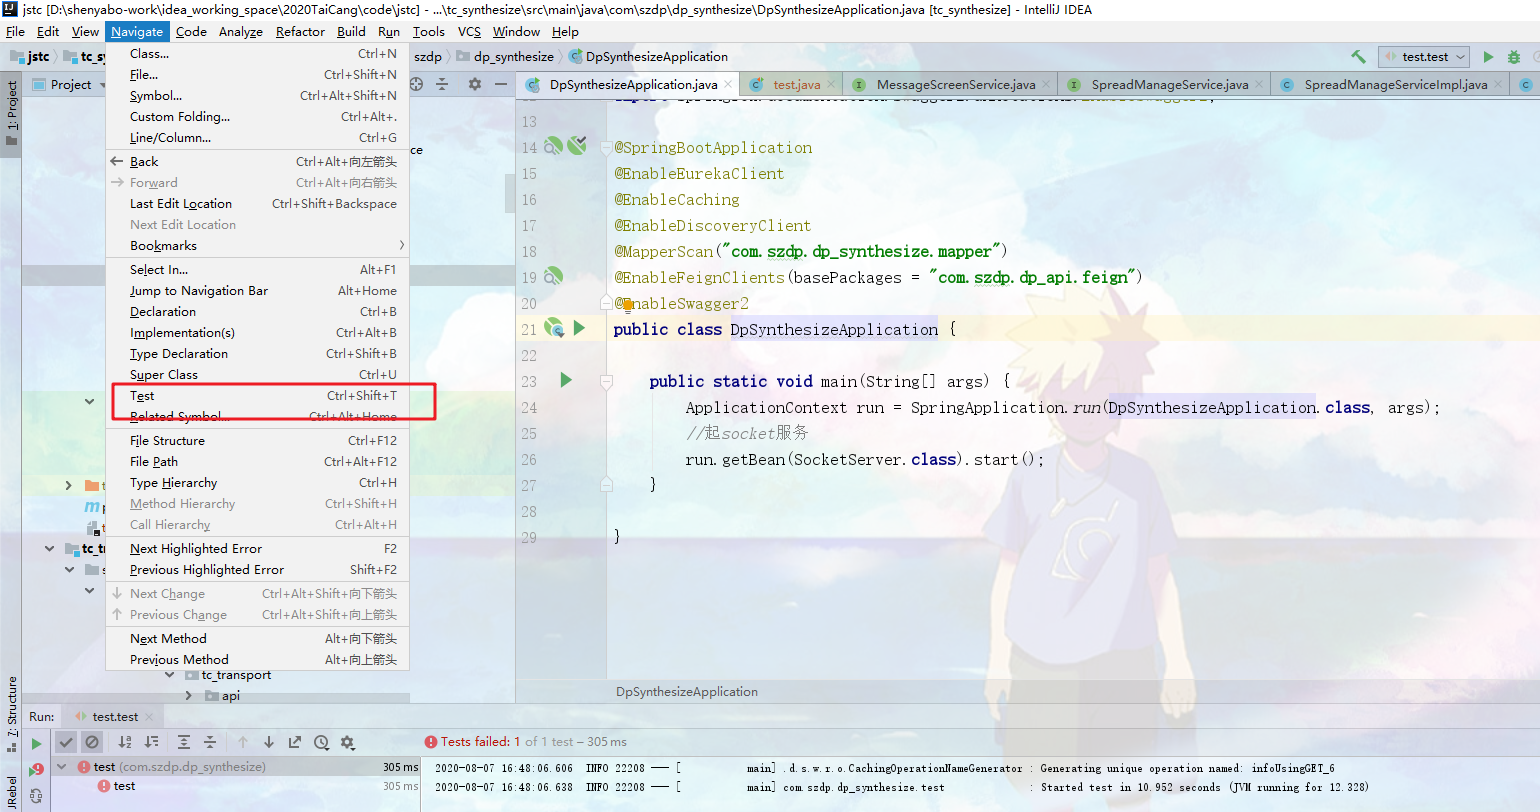 jstc [D:\shenyabo-work\idea_working_space\2020TaiCang\code\jstc] - ...\tc_synthesize\src\main\java\com\szdp\dp_synthesize\DpSynthesizeApplication.java [tc_synthesize] - IntelliJ IDEA
File Edit View Navigate Code Analyze Refactor Build Run Tools VCS Window Help
jstc tc_sy szdp dp_synthesize DpSynthesizeApplication test.test
1: Project
Project
DpSynthesizeApplication.java test.java MessageScreenService.java SpreadManageService.java SpreadManageServiceImpl.java
Class... Ctrl+N
File... Ctrl+Shift+N
Symbol... Ctrl+Alt+Shift+N
Custom Folding... Ctrl+Alt+.
Line/Column... Ctrl+G
ce
Back Ctrl+Alt+向左箭头
Forward Ctrl+Alt+向右箭头
Last Edit Location Ctrl+Shift+Backspace
Next Edit Location
Bookmarks
Select In... Alt+F1
Jump to Navigation Bar Alt+Home
Declaration Ctrl+B
Implementation(s) Ctrl+Alt+B
Type Declaration Ctrl+Shift+B
Super Class Ctrl+U
Test Ctrl+Shift+T
Related Symbol... Ctrl+Alt+Home
File Structure Ctrl+F12
File Path Ctrl+Alt+F12
Type Hierarchy Ctrl+H
Method Hierarchy Ctrl+Shift+H
Call Hierarchy Ctrl+Alt+H
Next Highlighted Error F2
Previous Highlighted Error Shift+F2
Next Change Ctrl+Alt+Shift+向下箭头
Previous Change Ctrl+Alt+Shift+向上箭头
Next Method Alt+向下箭头
Previous Method Alt+向上箭头
tc_transport
api
tc_t
13
14 @SpringBootApplication
15 @EnableEurekaClient
16 @EnableCaching
17 @EnableDiscoveryClient
18 @MapperScan("com.szdp.dp_synthesize.mapper")
19 @EnableFeignClients(basePackages = "com.szdp.dp_api.feign")
20 @EnableSwagger2
21 public class DpSynthesizeApplication {
22
23 public static void main(String[] args) {
24 ApplicationContext run = SpringApplication.run(DpSynthesizeApplication.class, args);
25 //起socket服务
26 run.getBean(SocketServer.class).start();
27 }
28
29 }
DpSynthesizeApplication
Z: Structure
JRebel
Run: test.test
Tests failed: 1 of 1 test – 305 ms
test (com.szdp.dp_synthesize) 305 ms
test 305 ms
2020-08-07 16:48:06.606 INFO 22208 --- [ main] .d.s.w.r.o.CachingOperationNameGenerator : Generating unique operation named: infoUsingGET_6
2020-08-07 16:48:06.638 INFO 22208 --- [ main] com.szdp.dp_synthesize.test : Started test in 10.952 seconds (JVM running for 12.328)